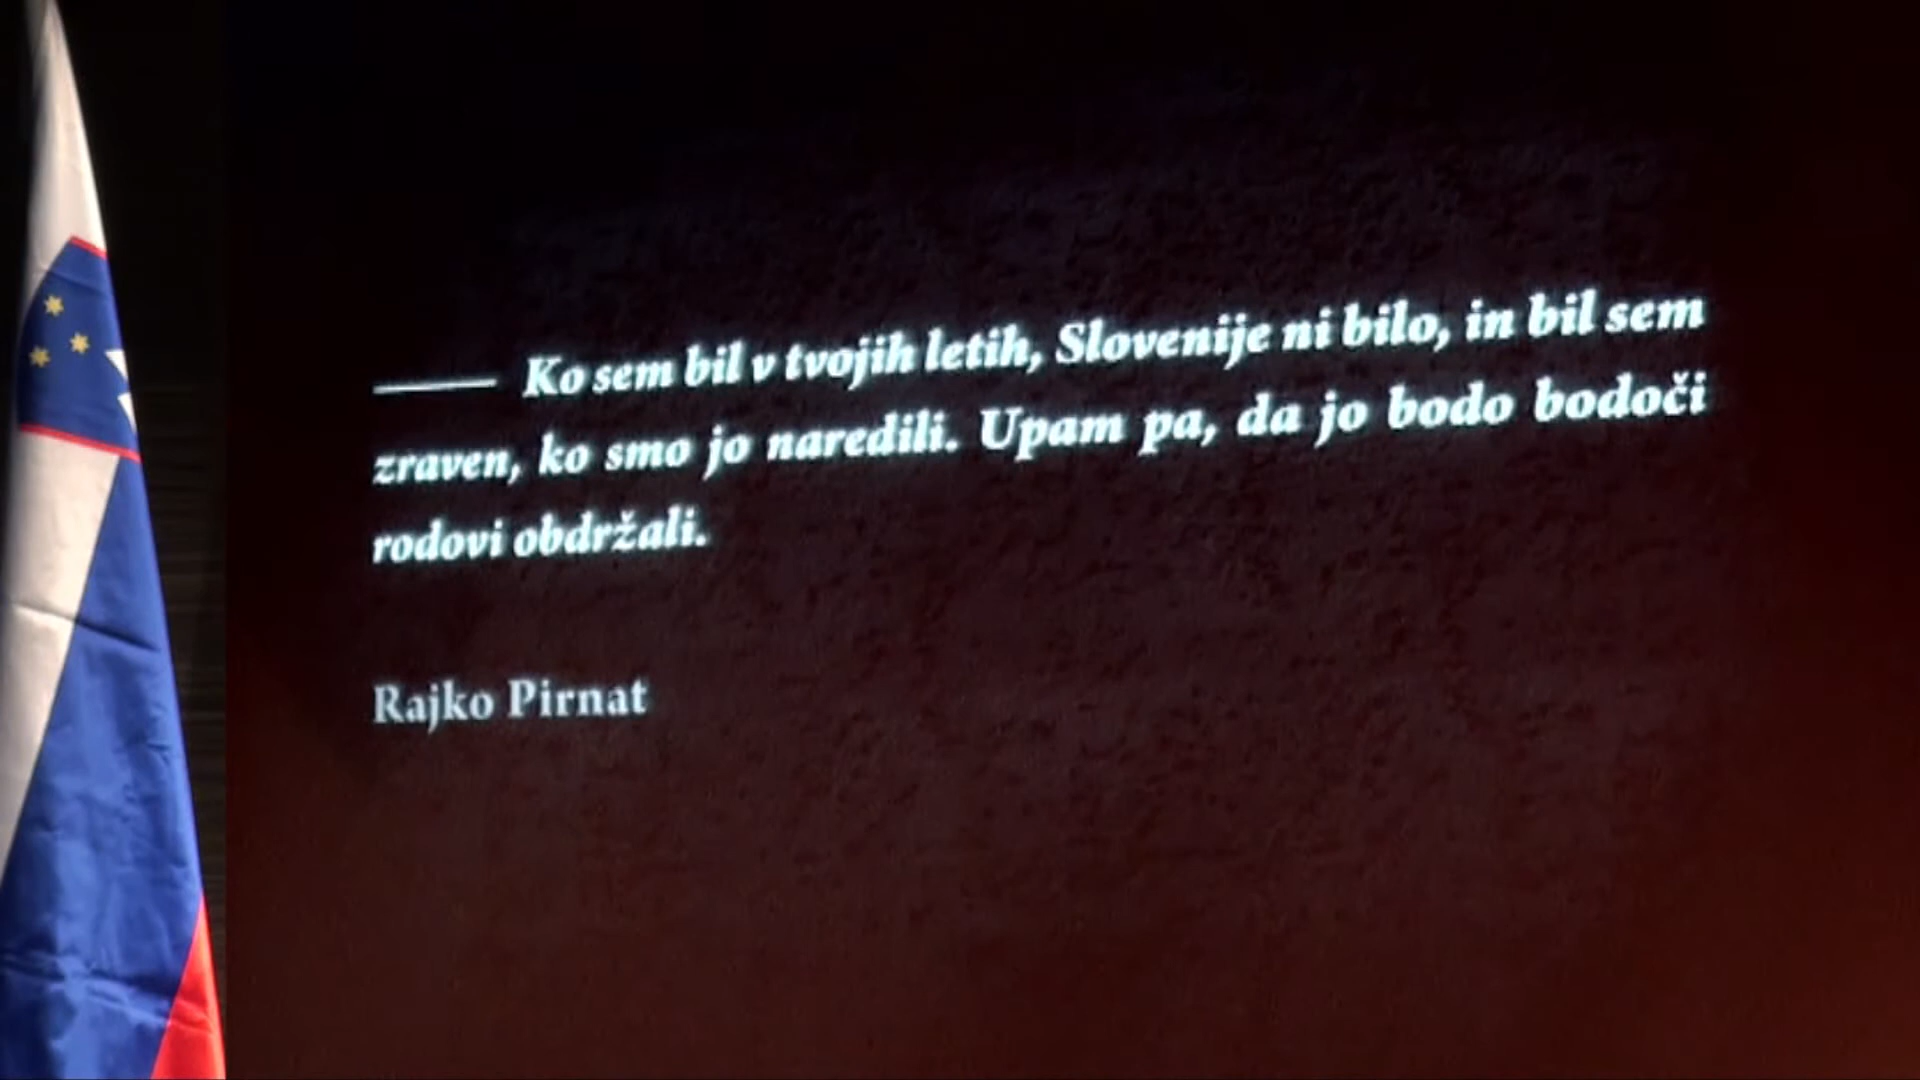 Ko sem bil v tvojih letih, Slovenije ni bilo, in bil sem
zraven, ko smo jo naredili. Upam pa, da jo bodo bodoči
rodovi obdržali.
Rajko Pirnat